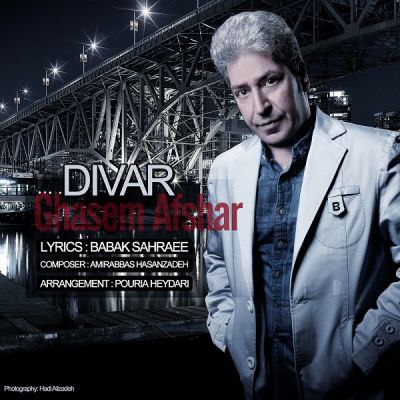 ... DIVAR
Ghasem Afshar
LYRICS : BABAK SAHRAEE
COMPOSER : AMIRABBAS HASANZADEH
ARRANGEMENT : POURIA HEYDARI
B
Photography: Hadi Alizadeh